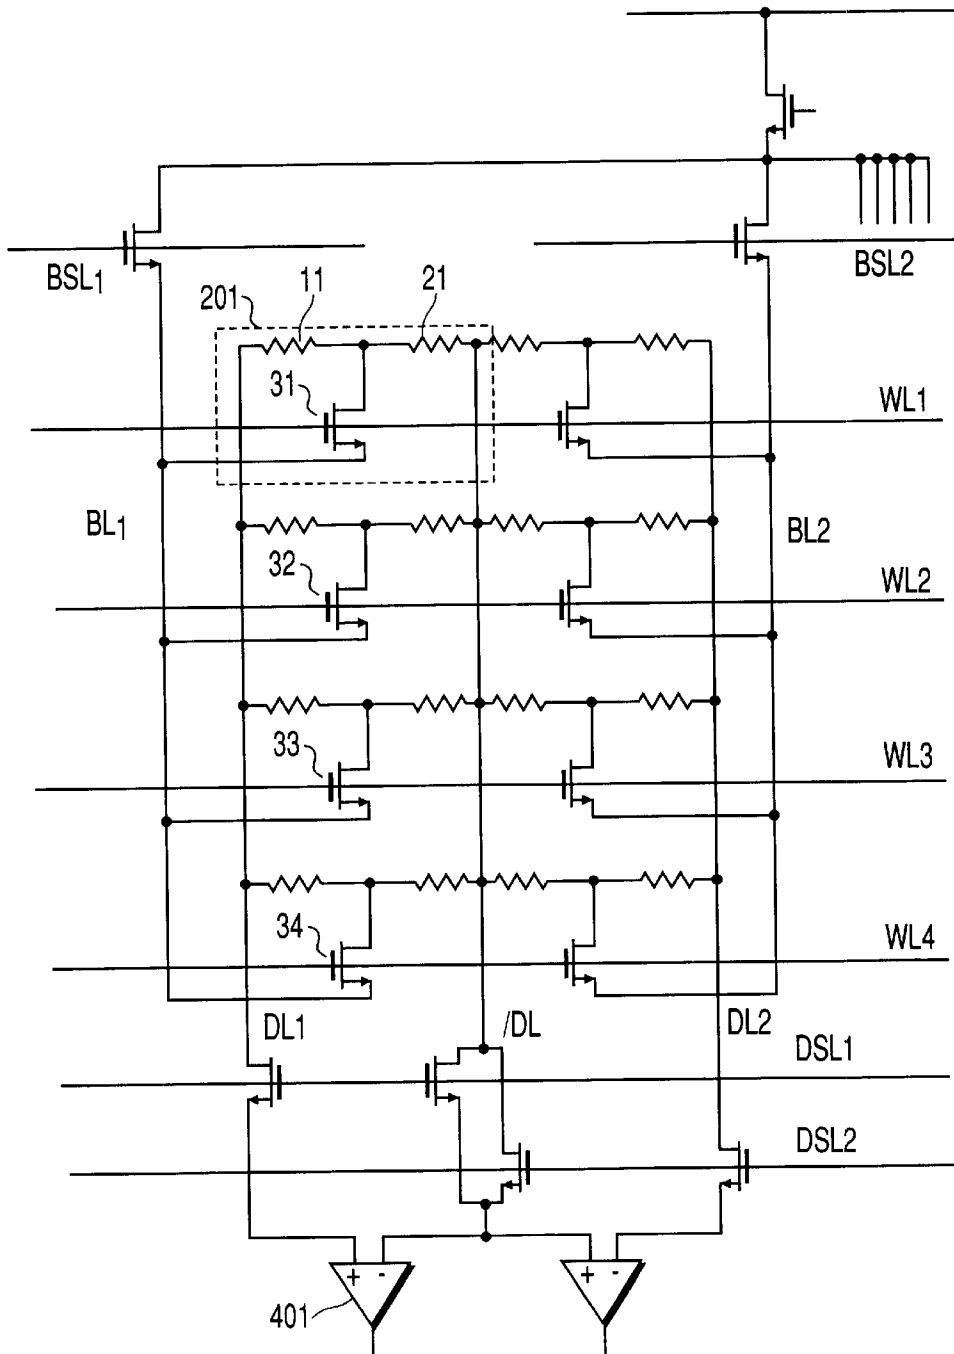 BSL1
BSL2
201
11
21
31
WL1
BL1
BL2
32
WL2
33
WL3
34
WL4
DL1
/DL
DL2
DSL1
DSL2
+ -
+ -
401